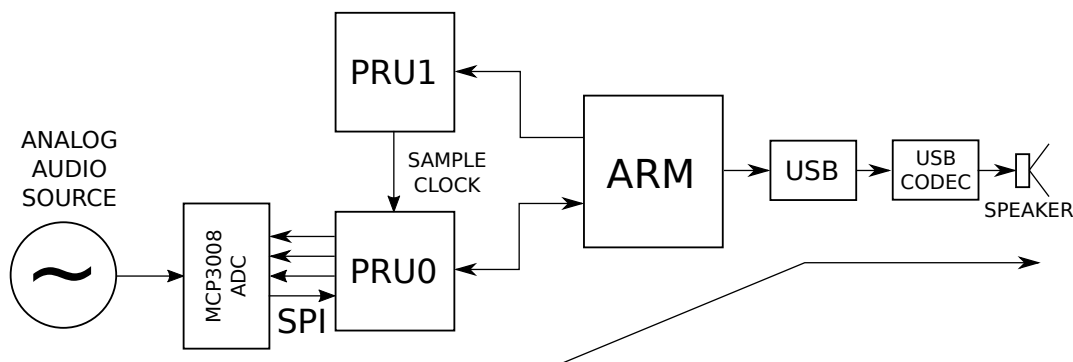 PRU1
ANALOG
AUDIO
SOURCE
SAMPLE
CLOCK
ARM
USB
USB
CODEC
SPEAKER
MCP3008
ADC
PRU0
SPI
~